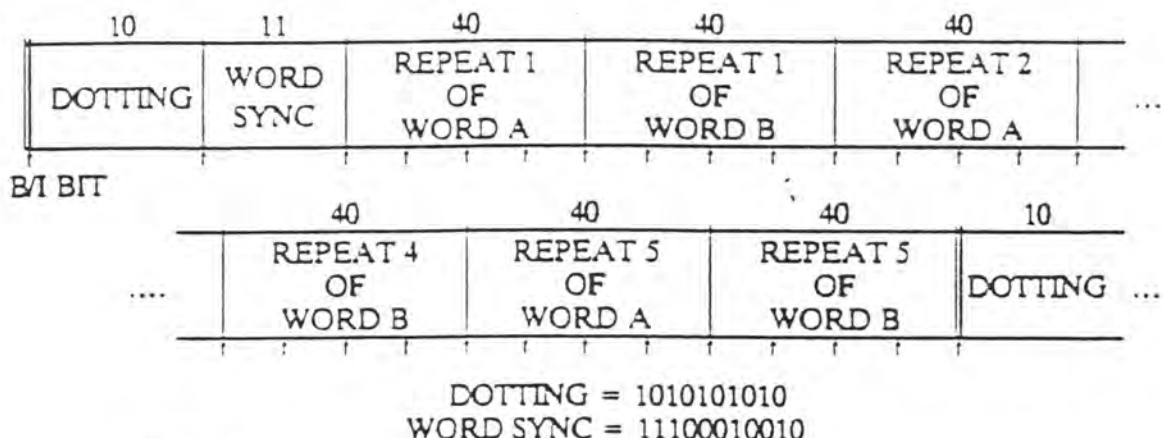 10 11 40 40 40
DOTTING WORD SYNC REPEAT 1 OF WORD A REPEAT 1 OF WORD B REPEAT 2 OF WORD A ...
B/I BIT
40 40 40 10
.... REPEAT 4 OF WORD B REPEAT 5 OF WORD A REPEAT 5 OF WORD B DOTTING ...
DOTTING = 1010101010
WORD SYNC = 11100010010